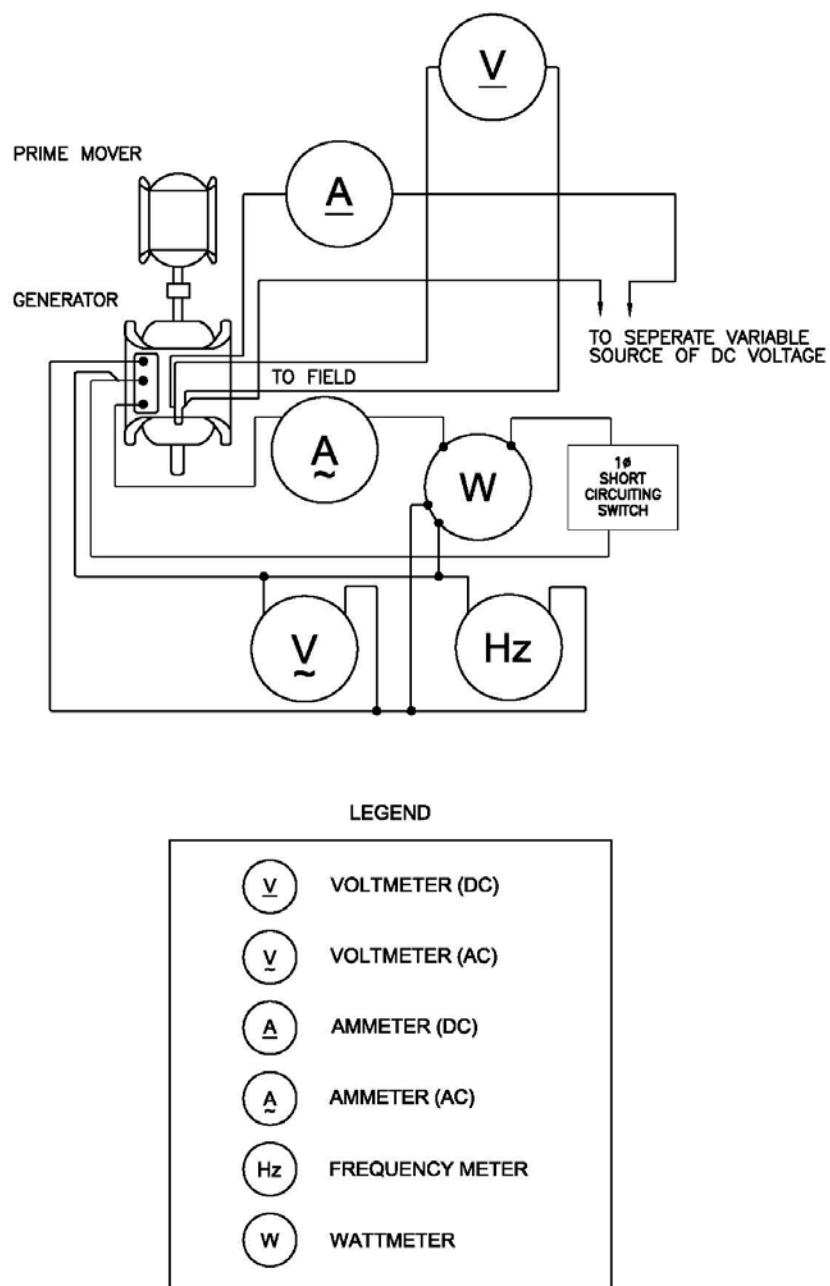 V
PRIME MOVER
A
GENERATOR
TO SEPERATE VARIABLE
SOURCE OF DC VOLTAGE
TO FIELD
A
~
W
1ø
SHORT
CIRCUITING
SWITCH
V
~
Hz
LEGEND
V VOLTMETER (DC)
V
~ VOLTMETER (AC)
A AMMETER (DC)
A
~ AMMETER (AC)
Hz FREQUENCY METER
W WATTMETER